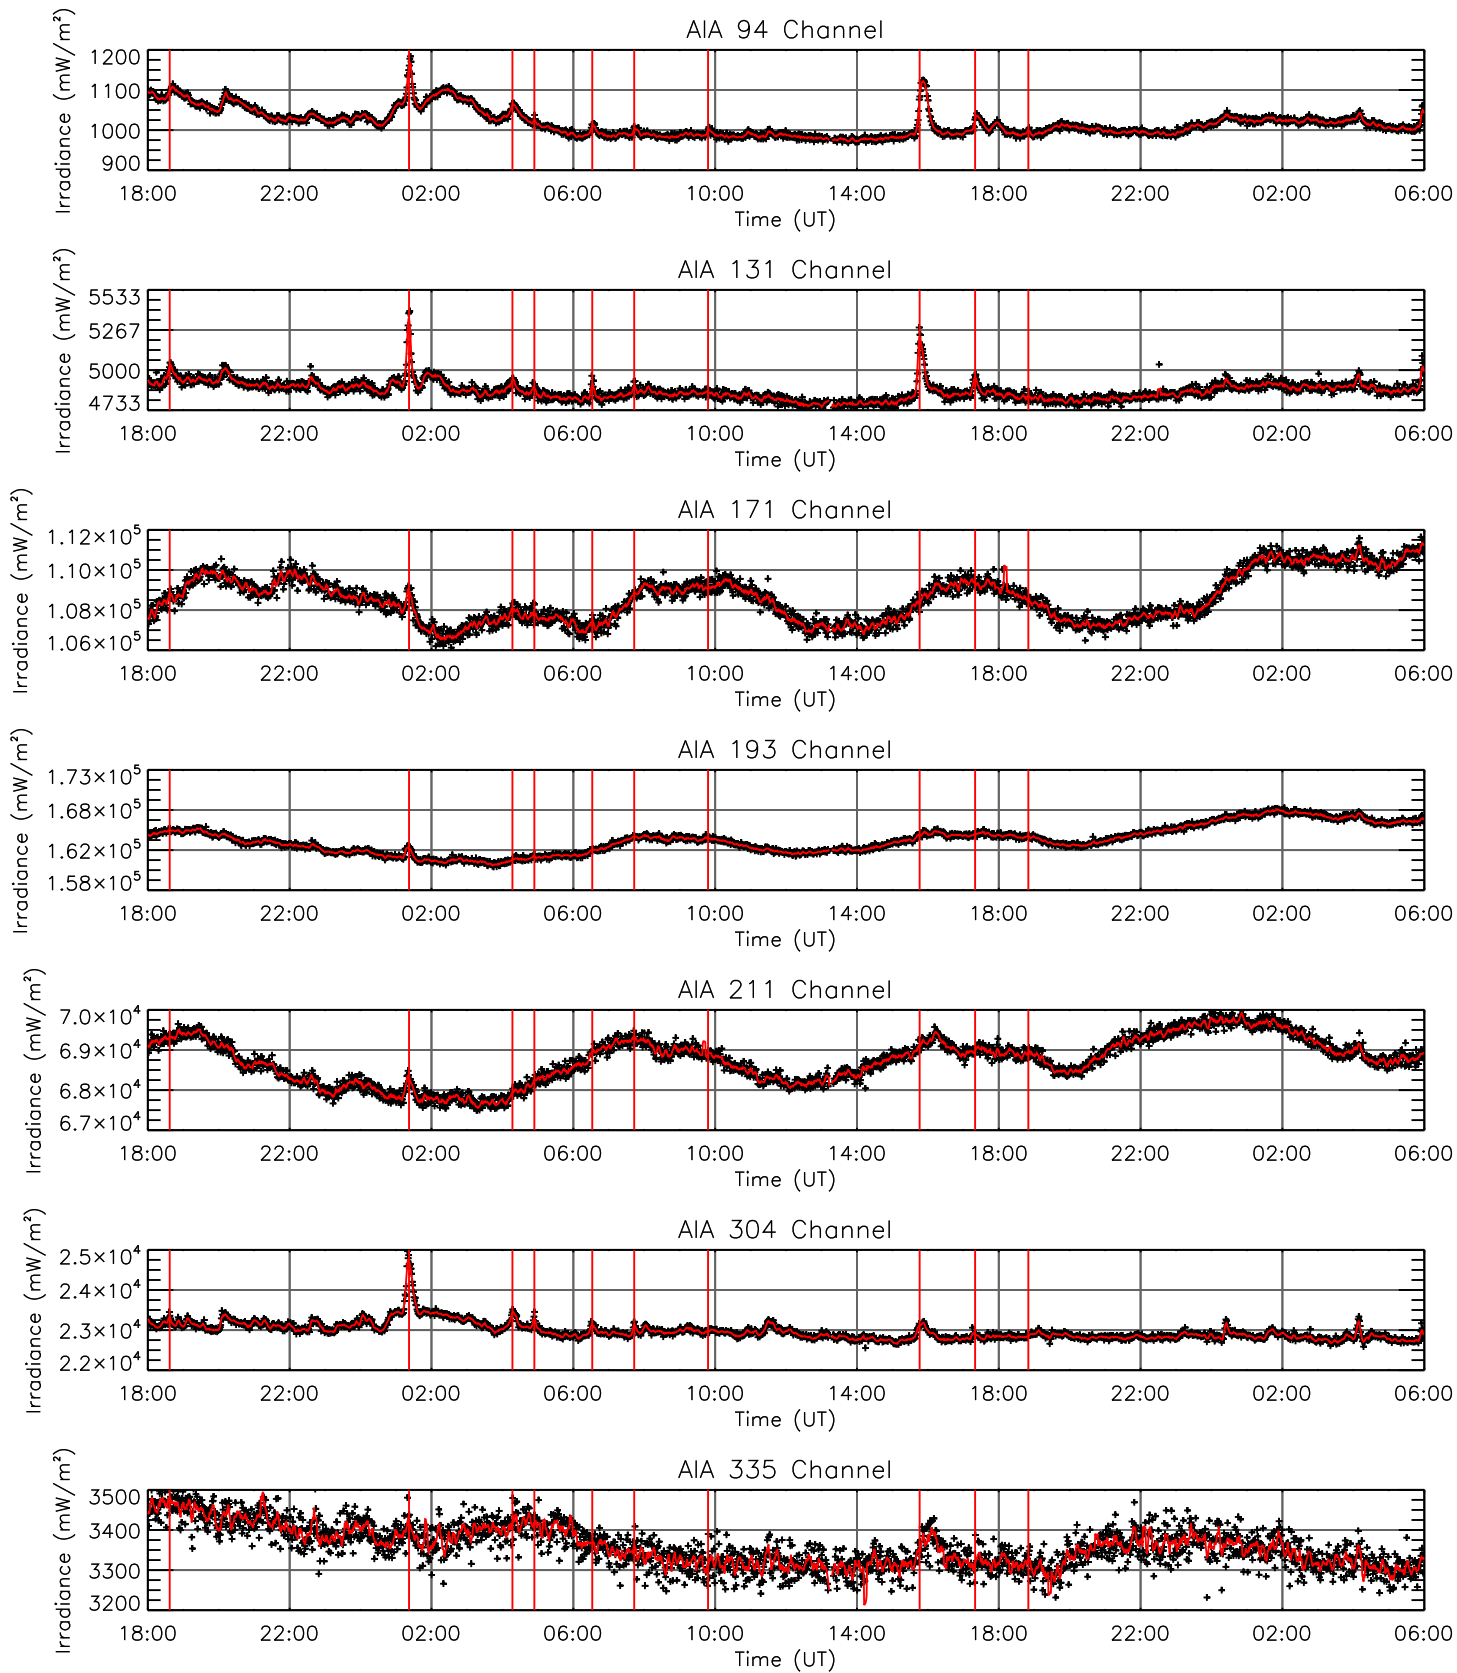 AIA 94 Channel
Irradiance (mW/m²)
1200
1100
1000
900
18:00 22:00 02:00 06:00 10:00 14:00 18:00 22:00 02:00 06:00
Time (UT)
AIA 131 Channel
Irradiance (mW/m²)
5533
5267
5000
4733
18:00 22:00 02:00 06:00 10:00 14:00 18:00 22:00 02:00 06:00
Time (UT)
AIA 171 Channel
Irradiance (mW/m²)
1.12×10⁵
1.10×10⁵
1.08×10⁵
1.06×10⁵
18:00 22:00 02:00 06:00 10:00 14:00 18:00 22:00 02:00 06:00
Time (UT)
AIA 193 Channel
Irradiance (mW/m²)
1.73×10⁵
1.68×10⁵
1.62×10⁵
1.58×10⁵
18:00 22:00 02:00 06:00 10:00 14:00 18:00 22:00 02:00 06:00
Time (UT)
AIA 211 Channel
Irradiance (mW/m²)
7.0×10⁴
6.9×10⁴
6.8×10⁴
6.7×10⁴
18:00 22:00 02:00 06:00 10:00 14:00 18:00 22:00 02:00 06:00
Time (UT)
AIA 304 Channel
Irradiance (mW/m²)
2.5×10⁴
2.4×10⁴
2.3×10⁴
2.2×10⁴
18:00 22:00 02:00 06:00 10:00 14:00 18:00 22:00 02:00 06:00
Time (UT)
AIA 335 Channel
Irradiance (mW/m²)
3500
3400
3300
3200
18:00 22:00 02:00 06:00 10:00 14:00 18:00 22:00 02:00 06:00
Time (UT)